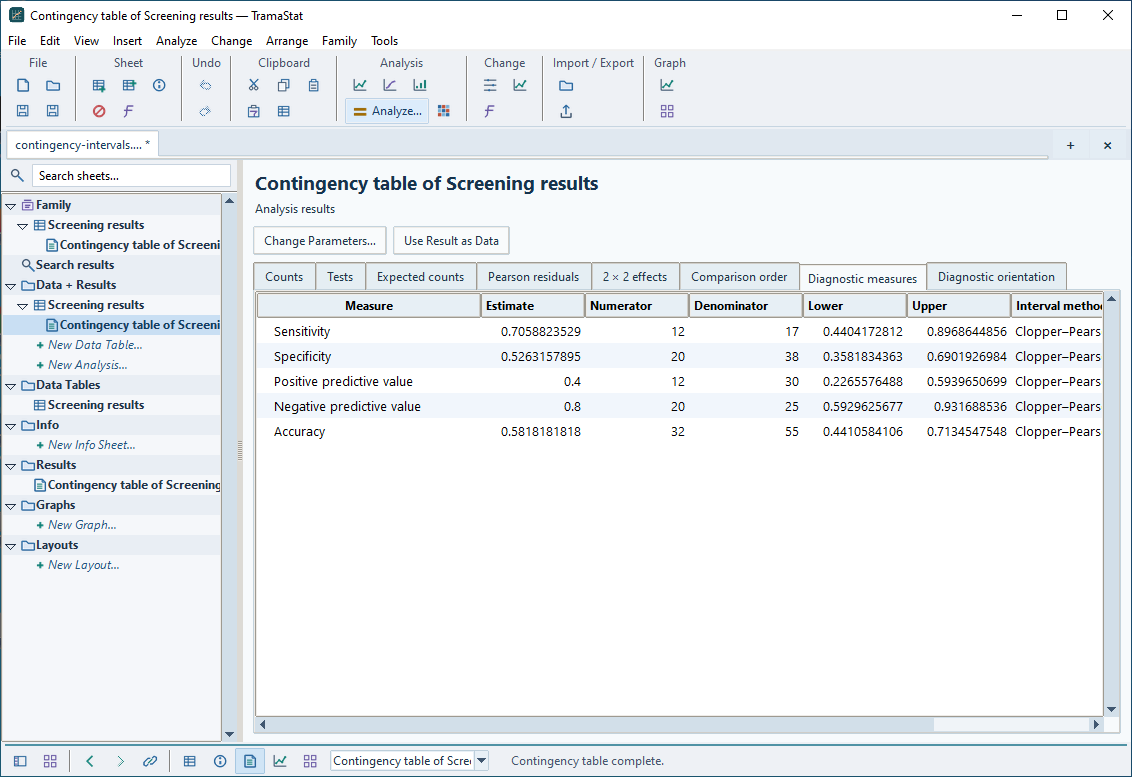 Contingency table of Screening results — TramaStat
File Edit View Insert Analyze Change Arrange Family Tools
File Sheet Undo Clipboard Analysis Change Import / Export Graph
Analyze...
contingency-intervals.... *
Search sheets...
Family
Screening results
Contingency table of Screeni
Search results
Data + Results
Screening results
Contingency table of Screeni
New Data Table...
New Analysis...
Data Tables
Screening results
Info
New Info Sheet...
Results
Contingency table of Screening
Graphs
New Graph...
Layouts
New Layout...
Contingency table of Screening results
Analysis results
Change Parameters... Use Result as Data
Counts Tests Expected counts Pearson residuals 2 × 2 effects Comparison order Diagnostic measures Diagnostic orientation
Measure Estimate Numerator Denominator Lower Upper Interval method
Sensitivity 0.7058823529 12 17 0.4404172812 0.8968644856 Clopper–Pears
Specificity 0.5263157895 20 38 0.3581834363 0.6901926984 Clopper–Pears
Positive predictive value 0.4 12 30 0.2265576488 0.5939650699 Clopper–Pears
Negative predictive value 0.8 20 25 0.5929625677 0.931688536 Clopper–Pears
Accuracy 0.5818181818 32 55 0.4410584106 0.7134547548 Clopper–Pears
Contingency table of Scree Contingency table complete.